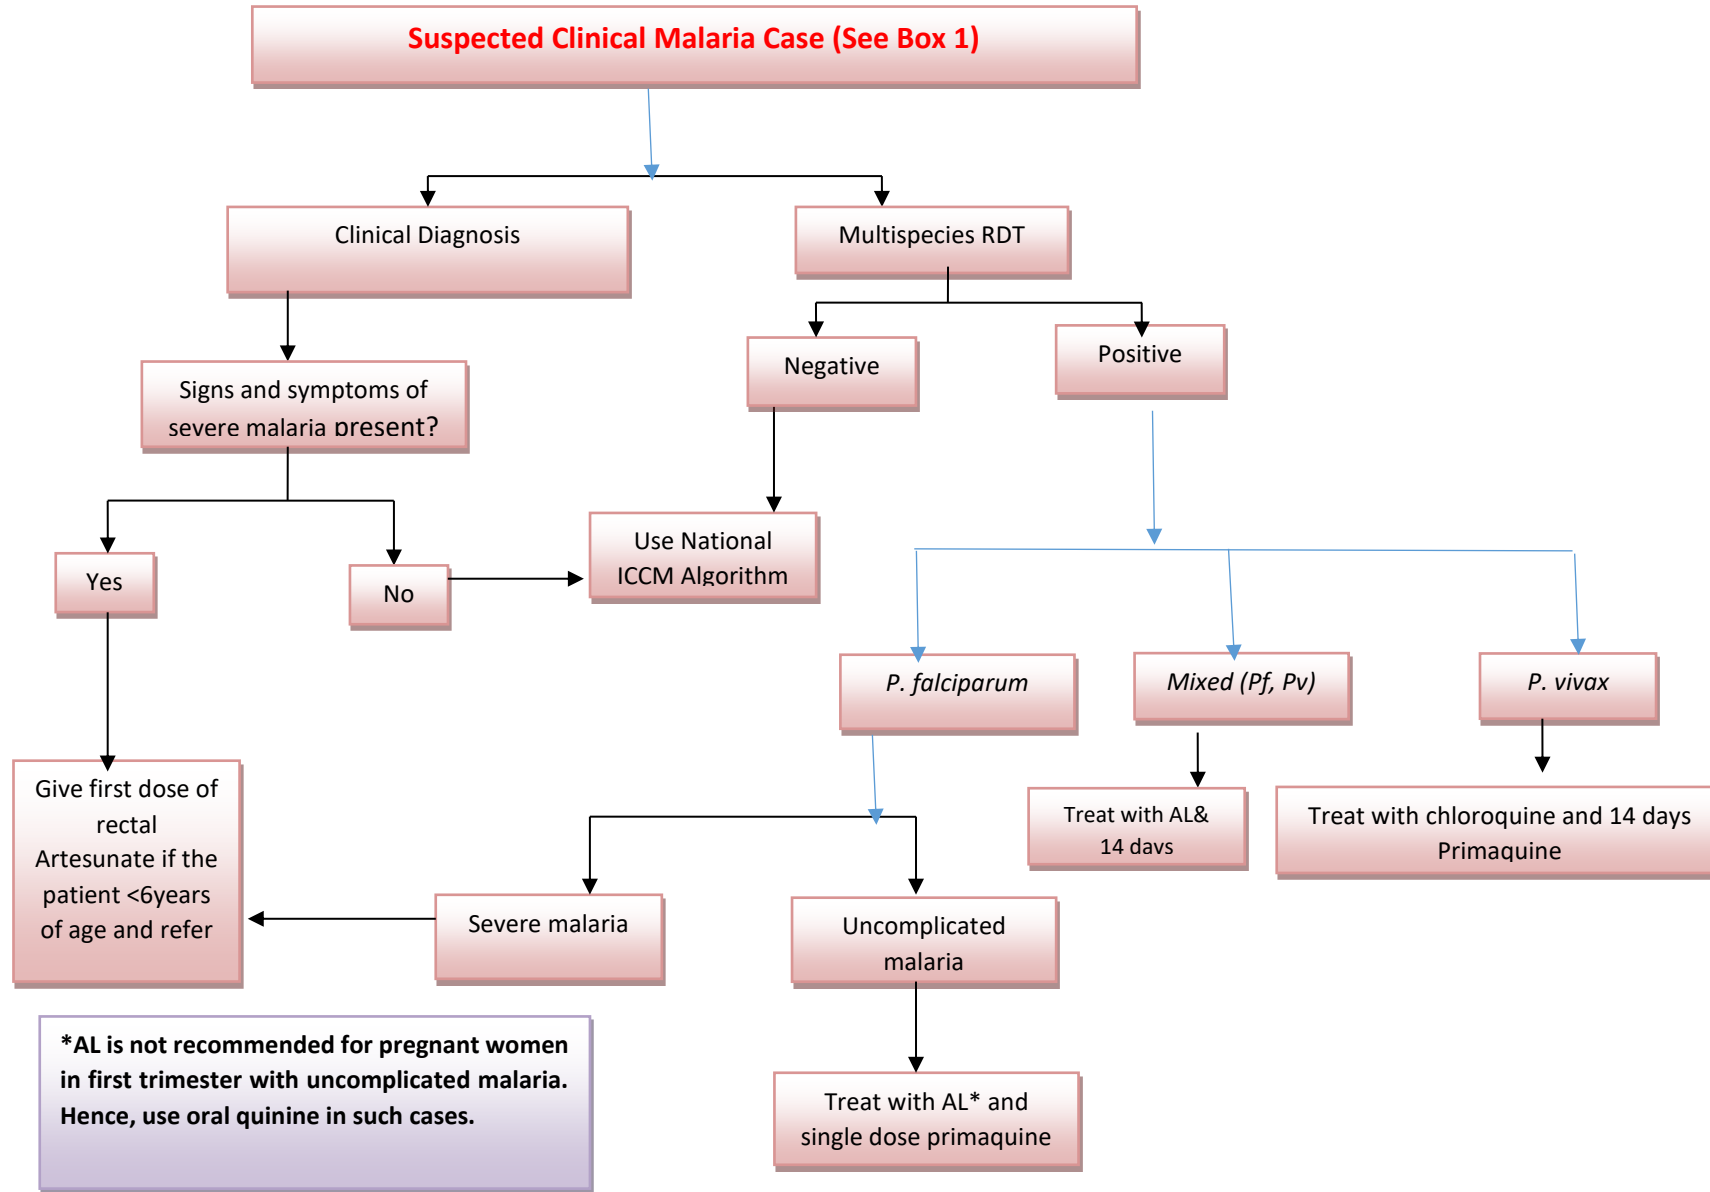 Suspected Clinical Malaria Case (See Box 1)
Clinical Diagnosis
Multispecies RDT
Negative
Positive
Signs and symptoms of
severe malaria present?
Yes
No
Use National
ICCM Algorithm
P. falciparum
Mixed (Pf, Pv)
P. vivax
Give first dose of
rectal
Artesunate if the
patient <6years
of age and refer
Treat with AL&
14 days
Treat with chloroquine and 14 days
Primaquine
Severe malaria
Uncomplicated
malaria
*AL is not recommended for pregnant women
in first trimester with uncomplicated malaria.
Hence, use oral quinine in such cases.
Treat with AL* and
single dose primaquine